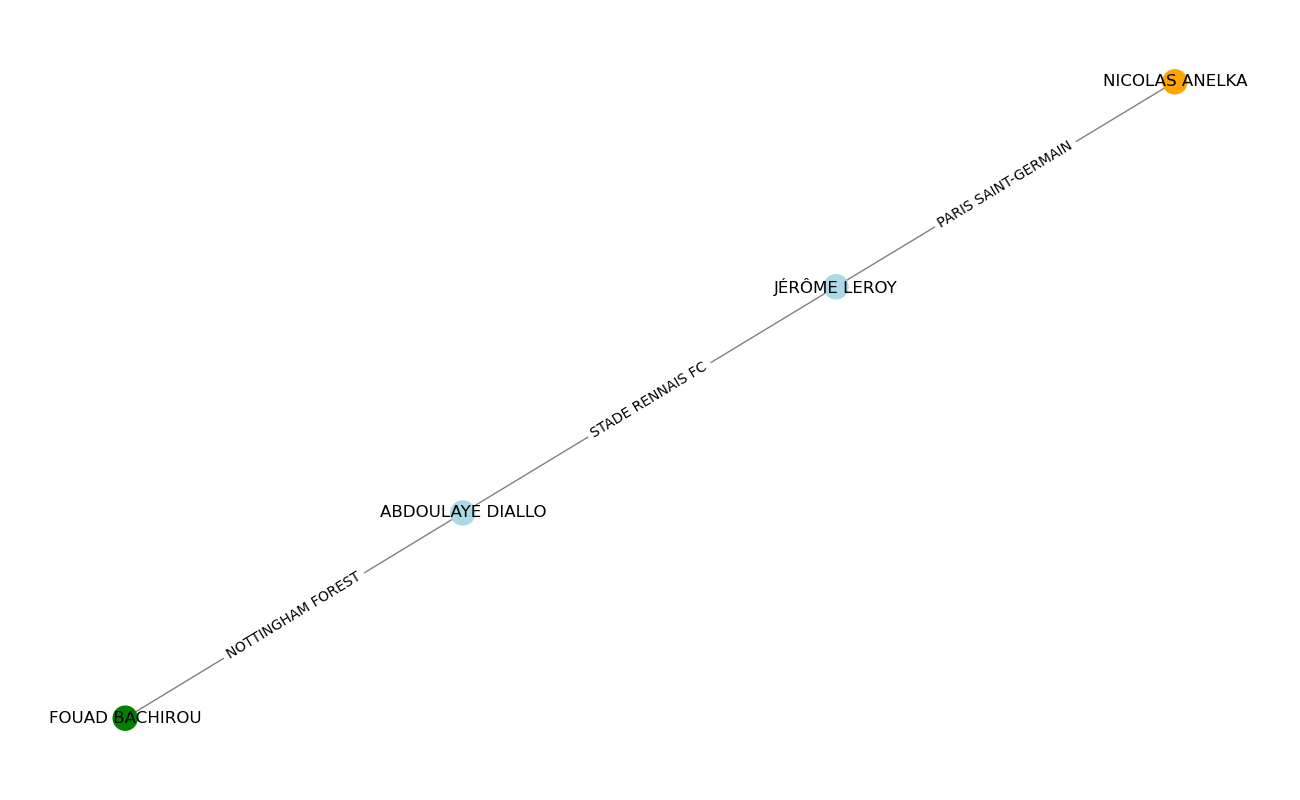 NICOLAS ANELKA
PARIS SAINT-GERMAIN
JÉRÔME LEROY
STADE RENNAIS FC
ABDOULAYE DIALLO
NOTTINGHAM FOREST
FOUAD BACHIROU